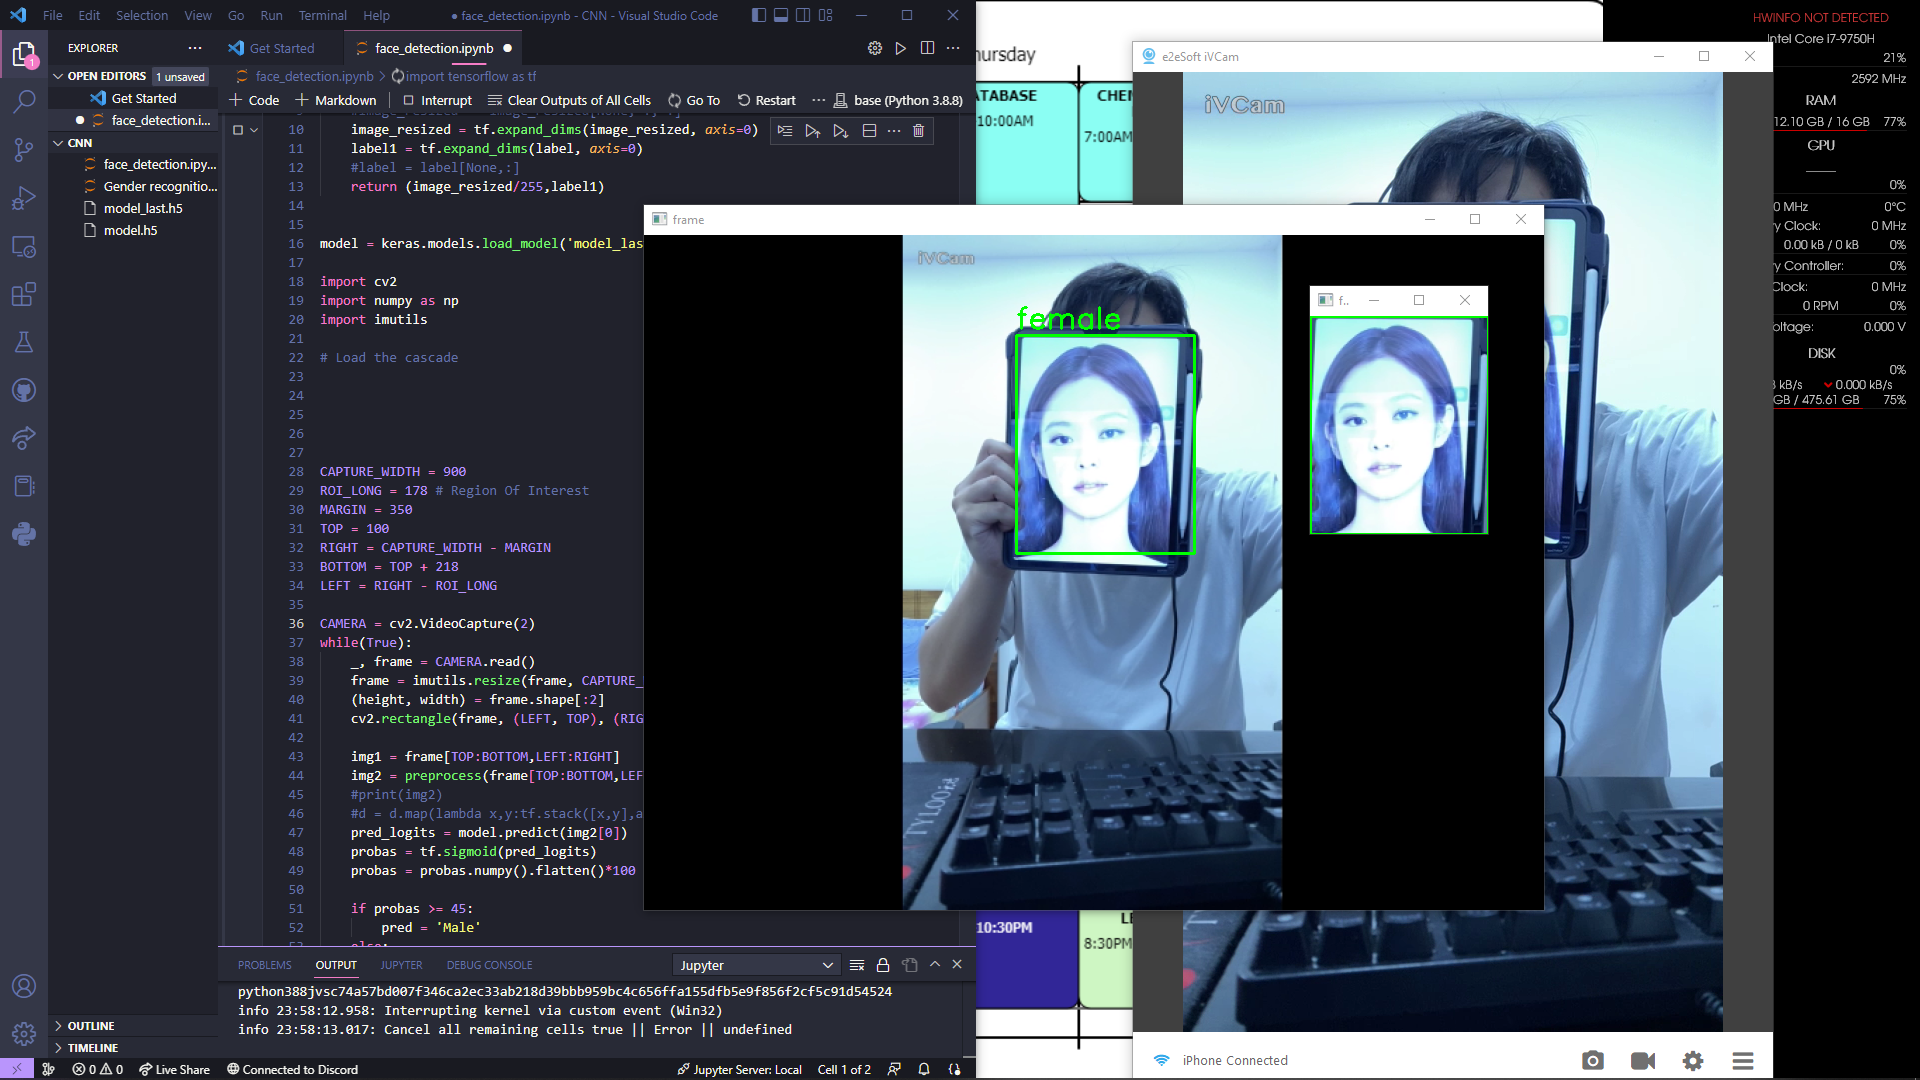 File Edit Selection View Go Run Terminal Help
● face_detection.ipynb - CNN - Visual Studio Code
EXPLORER
OPEN EDITORS 1 unsaved
Get Started
face_detection.i...
CNN
face_detection.ipy...
Gender recognitio...
model_last.h5
model.h5
OUTLINE
TIMELINE
Get Started
face_detection.ipynb
face_detection.ipynb > import tensorflow as tf
+ Code + Markdown Interrupt Clear Outputs of All Cells Go To Restart ... base (Python 3.8.8)
10 image_resized = tf.expand_dims(image_resized, axis=0)
11 label1 = tf.expand_dims(label, axis=0)
12 #label = label[None,:]
13 return (image_resized/255,label1)
14
15
16 model = keras.models.load_model('model_las
17
18 import cv2
19 import numpy as np
20 import imutils
21
22 # Load the cascade
23
24
25
26
27
28 CAPTURE_WIDTH = 900
29 ROI_LONG = 178 # Region Of Interest
30 MARGIN = 350
31 TOP = 100
32 RIGHT = CAPTURE_WIDTH - MARGIN
33 BOTTOM = TOP + 218
34 LEFT = RIGHT - ROI_LONG
35
36 CAMERA = cv2.VideoCapture(2)
37 while(True):
38 _, frame = CAMERA.read()
39 frame = imutils.resize(frame, CAPTURE_
40 (height, width) = frame.shape[:2]
41 cv2.rectangle(frame, (LEFT, TOP), (RIG
42
43 img1 = frame[TOP:BOTTOM,LEFT:RIGHT]
44 img2 = preprocess(frame[TOP:BOTTOM,LEF
45 #print(img2)
46 #d = d.map(lambda x,y:tf.stack([x,y],a
47 pred_logits = model.predict(img2[0])
48 probas = tf.sigmoid(pred_logits)
49 probas = probas.numpy().flatten()*100
50
51 if probas >= 45:
52 pred = 'Male'
PROBLEMS OUTPUT JUPYTER DEBUG CONSOLE Jupyter
python388jvsc74a57bd007f346ca2ec33ab218d39bbb959bc4c656ffa155dfb5e9f856f2cf5c91d54524
info 23:58:12.958: Interrupting kernel via custom event (Win32)
info 23:58:13.017: Cancel all remaining cells true || Error || undefined
0 0 Live Share Connected to Discord Jupyter Server: Local Cell 1 of 2
frame
iVCam
female
f..
TYLOO
hursday
TABASE
10:00AM
CHEM
7:00AM
10:30PM
LE
8:30PM
e2eSoft iVCam
iVCam
iPhone Connected
HWINFO NOT DETECTED
Intel Core i7-9750H
21%
2592 MHz
RAM
12.10 GB / 16 GB 77%
GPU
0%
0 MHz 0°C
y Clock: 0 MHz
0.00 kB / 0 kB 0%
y Controller: 0%
Clock: 0 MHz
0 RPM 0%
oltage: 0.000 V
DISK
0%
kB/s 0.000 kB/s
GB / 475.61 GB 75%